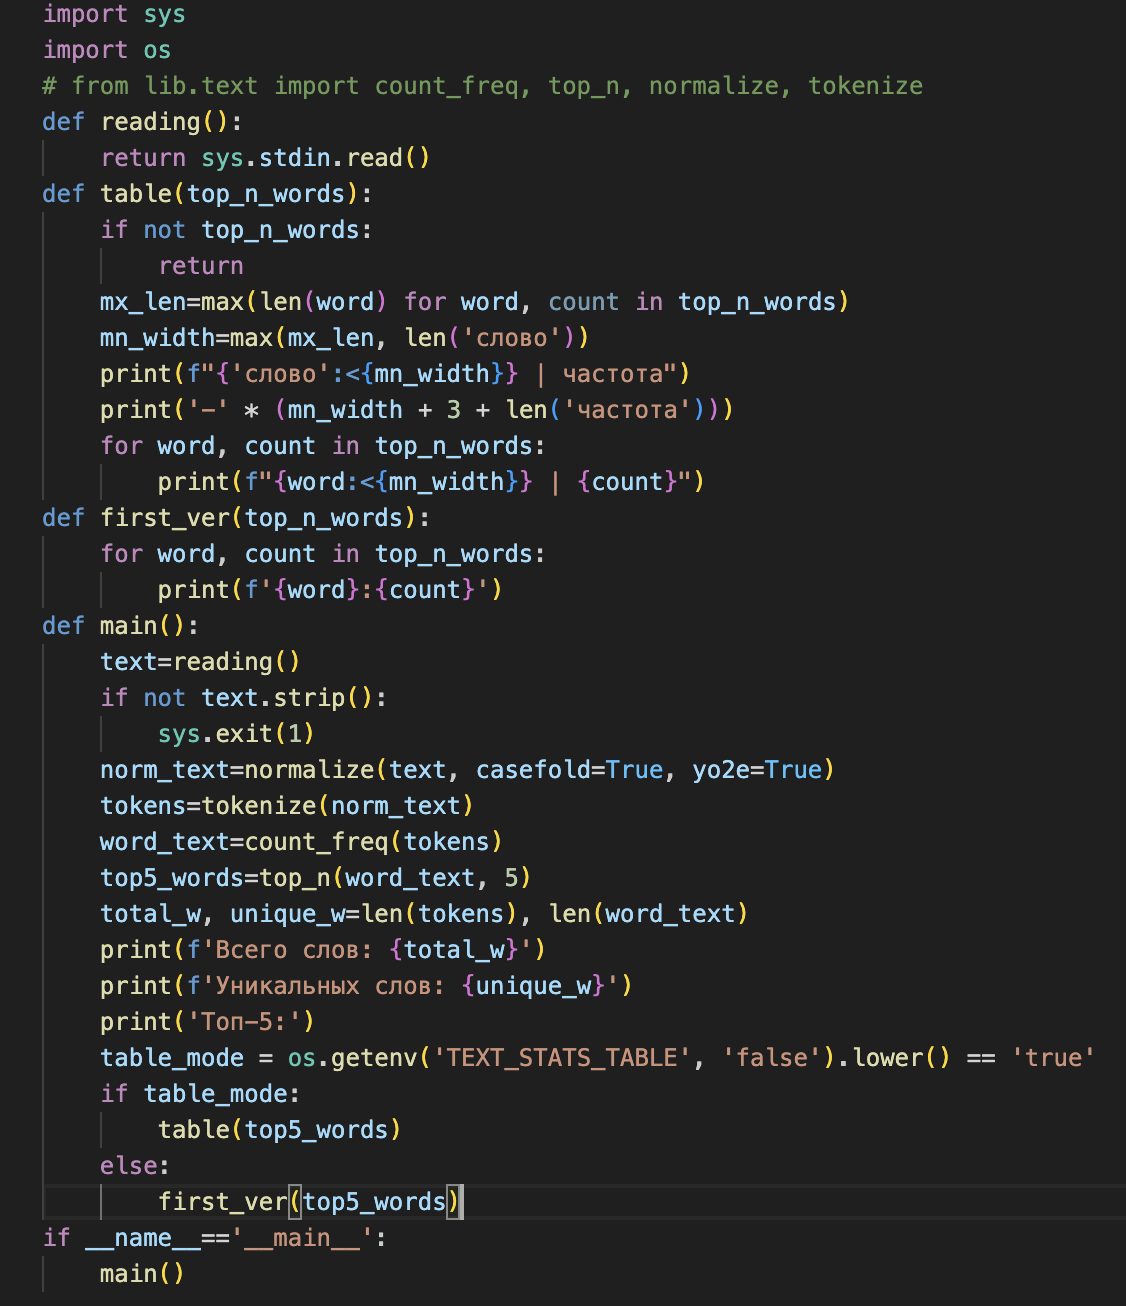 import sys
import os
# from lib.text import count_freq, top_n, normalize, tokenize
def reading():
    return sys.stdin.read()
def table(top_n_words):
    if not top_n_words:
        return
    mx_len=max(len(word) for word, count in top_n_words)
    mn_width=max(mx_len, len('слово'))
    print(f"{'слово':<{mn_width}} | частота")
    print('-' * (mn_width + 3 + len('частота')))
    for word, count in top_n_words:
        print(f"{word:<{mn_width}} | {count}")
def first_ver(top_n_words):
    for word, count in top_n_words:
        print(f'{word}:{count}')
def main():
    text=reading()
    if not text.strip():
        sys.exit(1)
    norm_text=normalize(text, casefold=True, yo2e=True)
    tokens=tokenize(norm_text)
    word_text=count_freq(tokens)
    top5_words=top_n(word_text, 5)
    total_w, unique_w=len(tokens), len(word_text)
    print(f'Всего слов: {total_w}')
    print(f'Уникальных слов: {unique_w}')
    print('Топ-5:')
    table_mode = os.getenv('TEXT_STATS_TABLE', 'false').lower() == 'true'
    if table_mode:
        table(top5_words)
    else:
        first_ver(top5_words)
if __name__=='__main__':
    main()